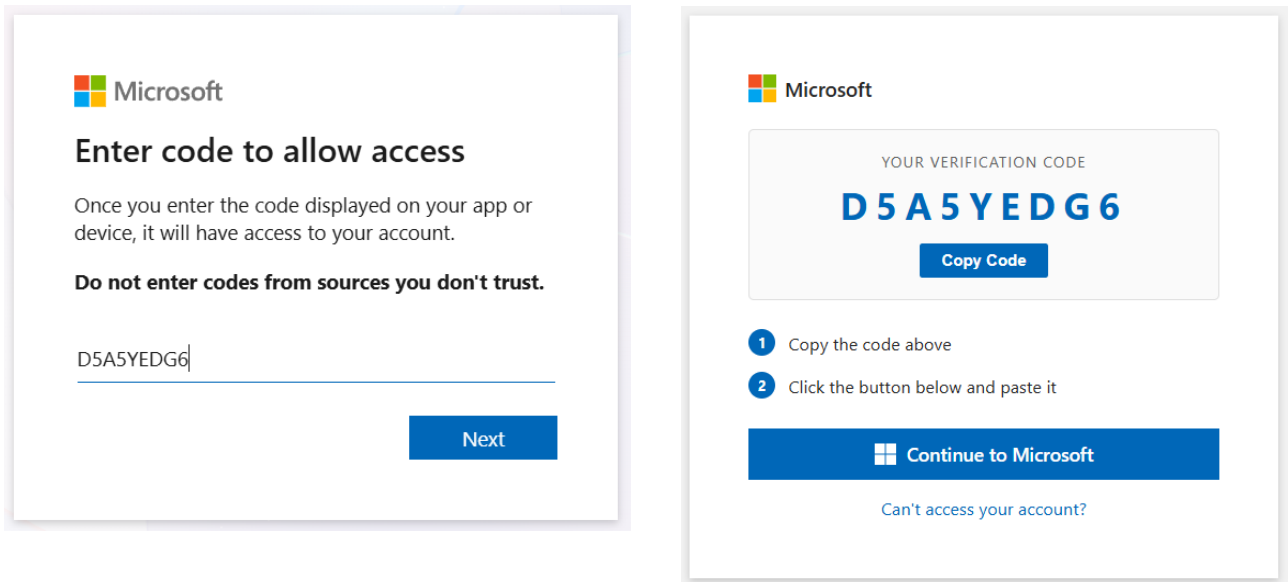 Microsoft
Enter code to allow access
Once you enter the code displayed on your app or
device, it will have access to your account.
Do not enter codes from sources you don't trust.
D5A5YEDG6
Next
Microsoft
YOUR VERIFICATION CODE
D5A5YEDG6
Copy Code
1 Copy the code above
2 Click the button below and paste it
Continue to Microsoft
Can't access your account?